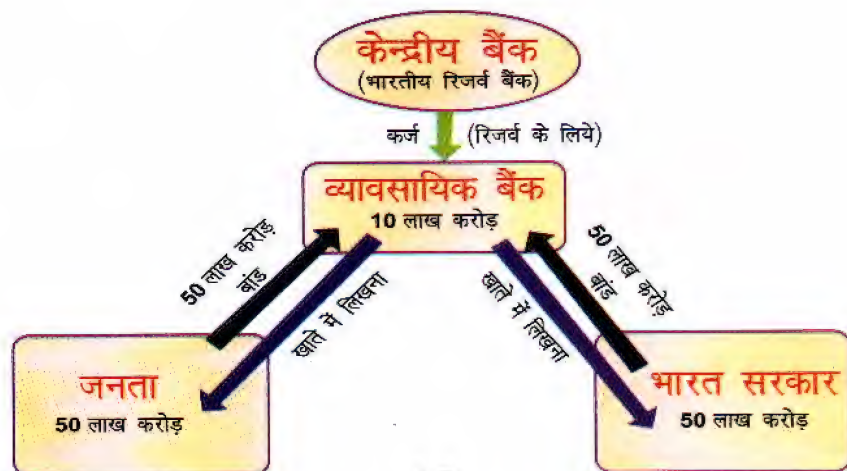 केन्द्रीय बैंक
(भारतीय रिजर्व बैंक)
कर्ज (रिजर्व के लिये)
व्यावसायिक बैंक
10 लाख करोड़
50 लाख करोड़
बांड
खाते में लिखना
50 लाख करोड़
बांड
खाते में लिखना
जनता
50 लाख करोड़
भारत सरकार
50 लाख करोड़